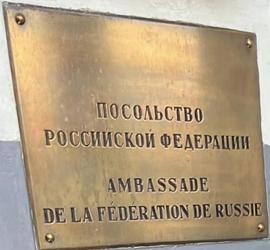 ПОСОЛЬСТВО
РОССИЙСКОЙ ФЕДЕРАЦИИ
AMBASSADE
DE LA FÉDÉRATION DE RUSSIE